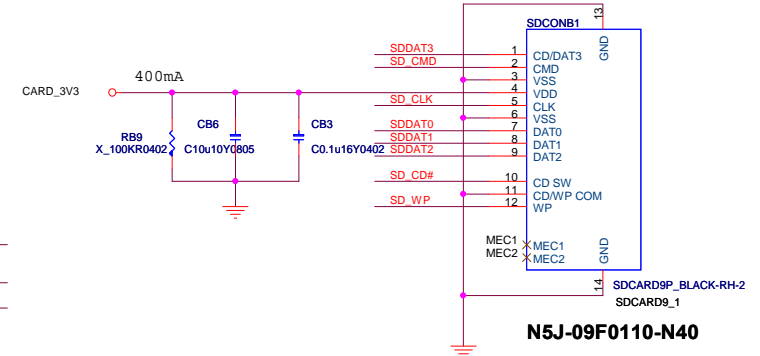 13
SDCONB1
GND
SDDAT3 1 CD/DAT3
SD_CMD 2 CMD
3 VSS
400mA
CARD_3V3 4 VDD
SD_CLK 5 CLK
6 VSS
SDDAT0 7 DAT0
SDDAT1 8 DAT1
SDDAT2 9 DAT2
RB9
X_100KR0402
CB6
C10u10Y0805
CB3
C0.1u16Y0402
SD_CD# 10 CD SW
11 CD/WP COM
SD_WP 12 WP
MEC1 MEC1
MEC2 MEC2
GND
14
SDCARD9P_BLACK-RH-2
SDCARD9_1
N5J-09F0110-N40